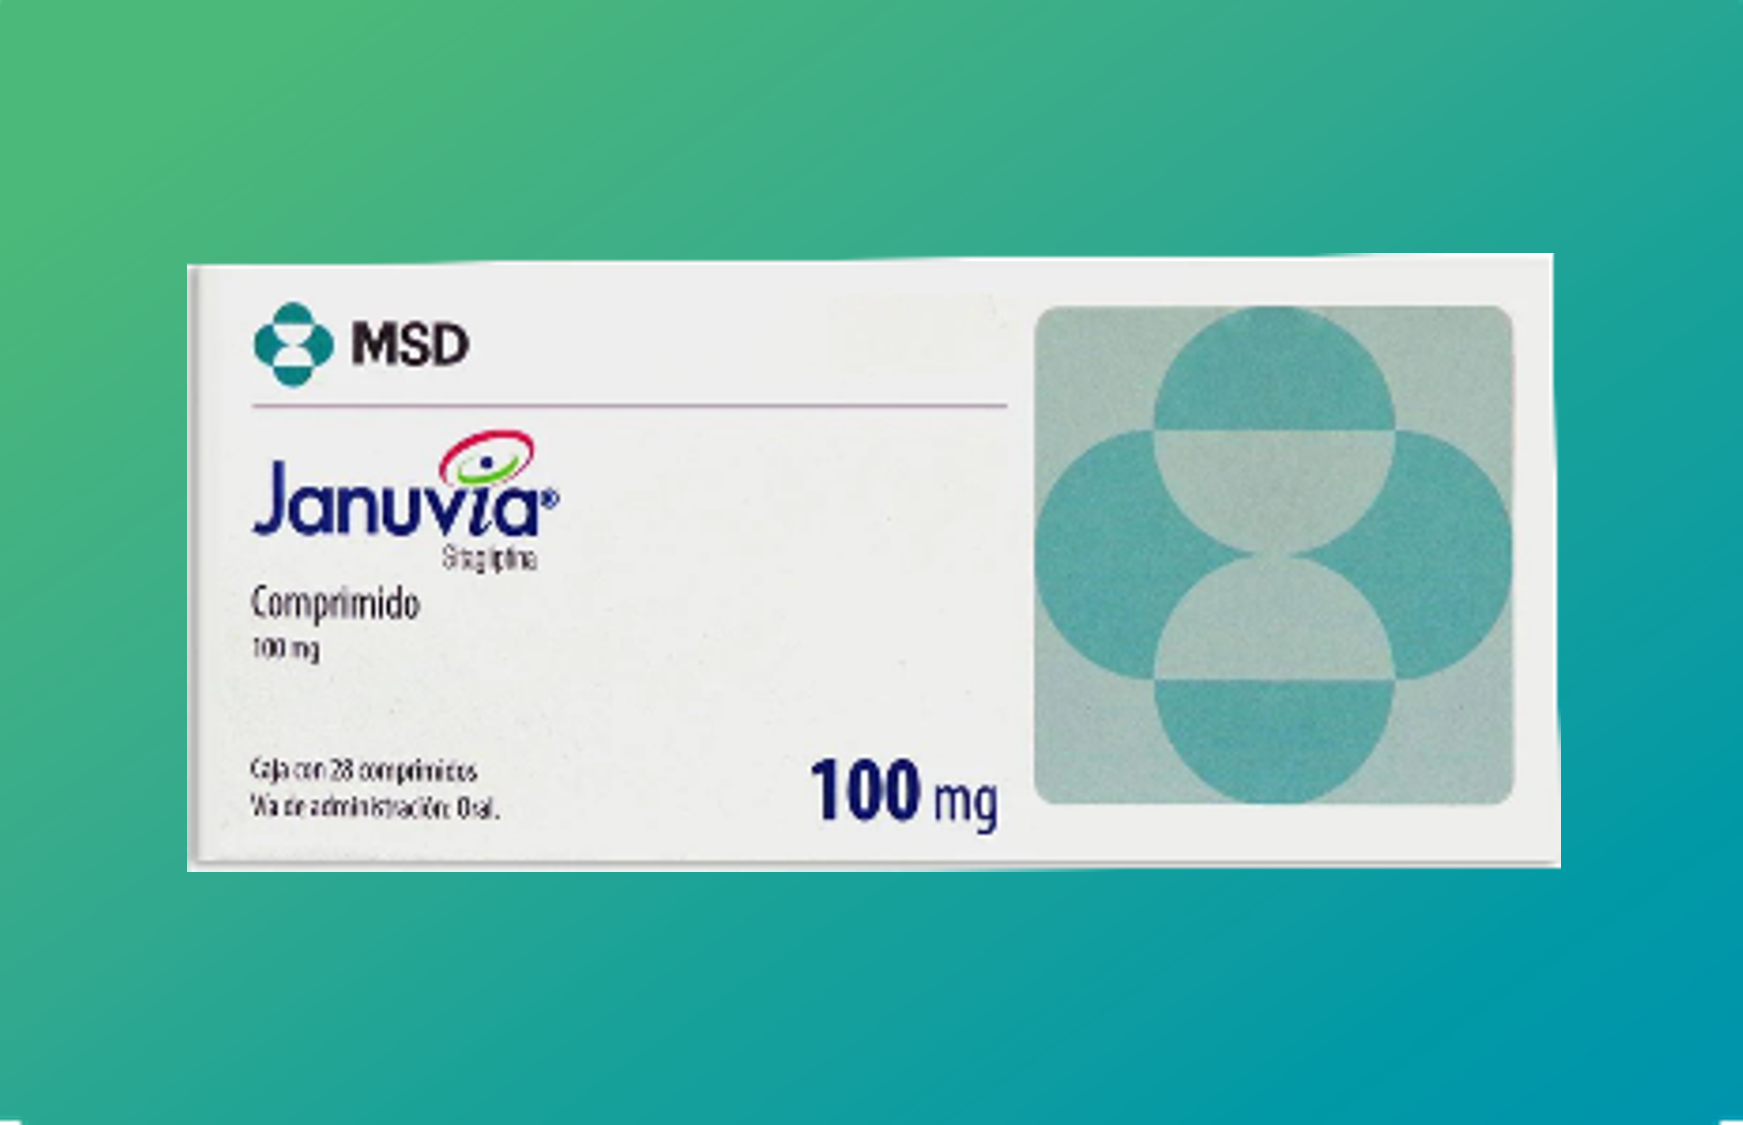 MSD
Januvia®
Sitagliptina
Comprimido
100 mg
Caja con 28 comprimidos
Vía de administración: Oral.
100 mg